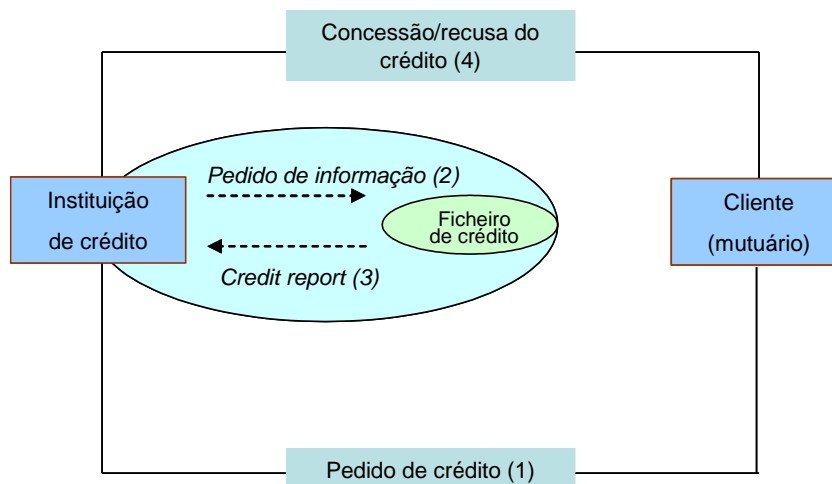 Concessão/recusa do
crédito (4)
Pedido de informação (2)
Instituição
de crédito
Ficheiro
de crédito
Cliente
(mutuário)
Credit report (3)
Pedido de crédito (1)